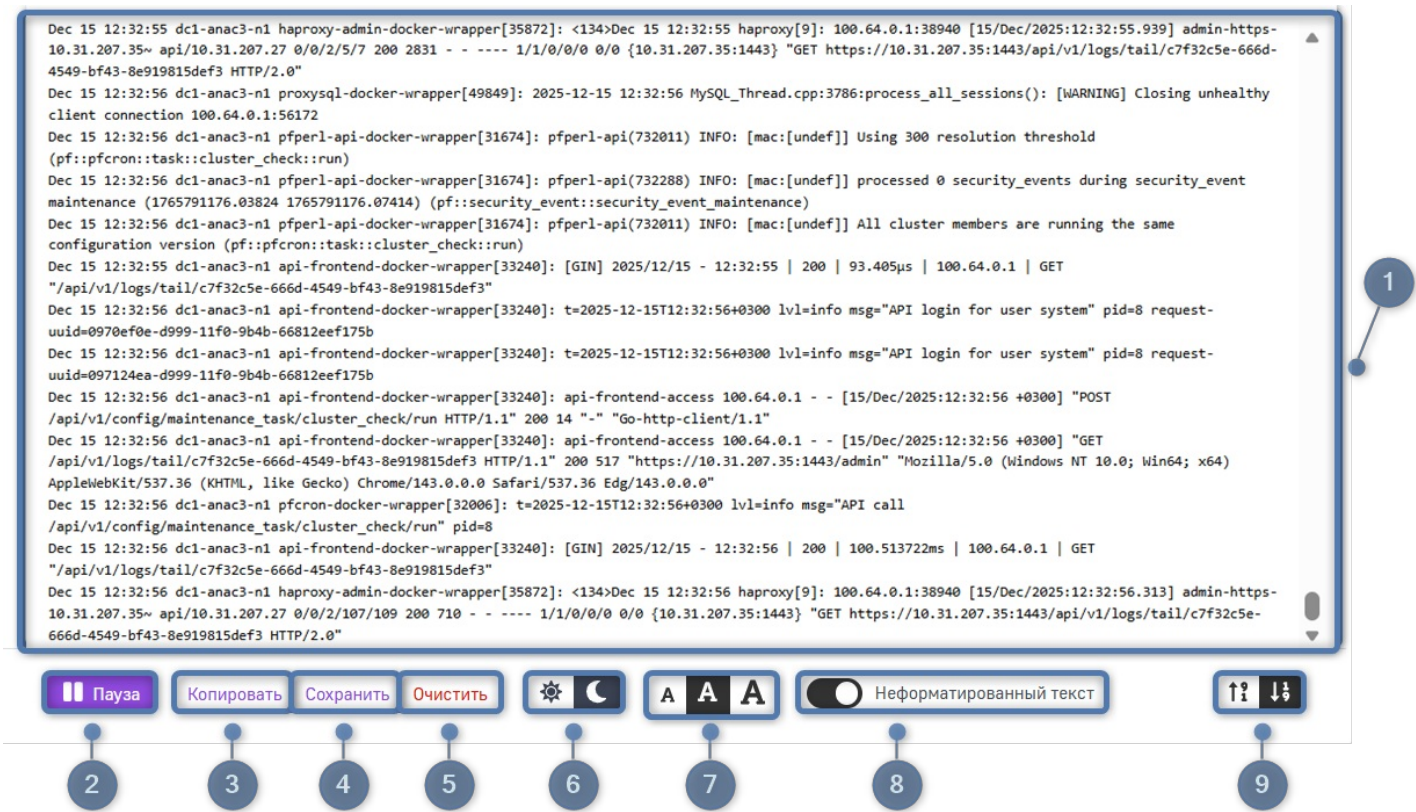 Dec 15 12:32:55 dc1-anac3-n1 haproxy-admin-docker-wrapper[35872]: <134>Dec 15 12:32:55 haproxy[9]: 100.64.0.1:38940 [15/Dec/2025:12:32:55.939] admin-https-
10.31.207.35~ api/10.31.207.27 0/0/2/5/7 200 2831 - - ---- 1/1/0/0/0 0/0 {10.31.207.35:1443} "GET https://10.31.207.35:1443/api/v1/logs/tail/c7f32c5e-666d-
4549-bf43-8e919815def3 HTTP/2.0"
Dec 15 12:32:56 dc1-anac3-n1 proxysql-docker-wrapper[49849]: 2025-12-15 12:32:56 MySQL_Thread.cpp:3786:process_all_sessions(): [WARNING] Closing unhealthy
client connection 100.64.0.1:56172
Dec 15 12:32:56 dc1-anac3-n1 pfperl-api-docker-wrapper[31674]: pfperl-api(732011) INFO: [mac:[undef]] Using 300 resolution threshold
(pf::pfcron::task::cluster_check::run)
Dec 15 12:32:56 dc1-anac3-n1 pfperl-api-docker-wrapper[31674]: pfperl-api(732288) INFO: [mac:[undef]] processed 0 security_events during security_event
maintenance (1765791176.03824 1765791176.07414) (pf::security_event::security_event_maintenance)
Dec 15 12:32:56 dc1-anac3-n1 pfperl-api-docker-wrapper[31674]: pfperl-api(732011) INFO: [mac:[undef]] All cluster members are running the same
configuration version (pf::pfcron::task::cluster_check::run)
Dec 15 12:32:55 dc1-anac3-n1 api-frontend-docker-wrapper[33240]: [GIN] 2025/12/15 - 12:32:55 | 200 | 93.405µs | 100.64.0.1 | GET
"/api/v1/logs/tail/c7f32c5e-666d-4549-bf43-8e919815def3"
Dec 15 12:32:56 dc1-anac3-n1 api-frontend-docker-wrapper[33240]: t=2025-12-15T12:32:56+0300 lvl=info msg="API login for user system" pid=8 request-
uuid=0970ef0e-d999-11f0-9b4b-66812eef175b
Dec 15 12:32:56 dc1-anac3-n1 api-frontend-docker-wrapper[33240]: t=2025-12-15T12:32:56+0300 lvl=info msg="API login for user system" pid=8 request-
uuid=097124ea-d999-11f0-9b4b-66812eef175b
Dec 15 12:32:56 dc1-anac3-n1 api-frontend-docker-wrapper[33240]: api-frontend-access 100.64.0.1 - - [15/Dec/2025:12:32:56 +0300] "POST
/api/v1/config/maintenance_task/cluster_check/run HTTP/1.1" 200 14 "-" "Go-http-client/1.1"
Dec 15 12:32:56 dc1-anac3-n1 api-frontend-docker-wrapper[33240]: api-frontend-access 100.64.0.1 - - [15/Dec/2025:12:32:56 +0300] "GET
/api/v1/logs/tail/c7f32c5e-666d-4549-bf43-8e919815def3 HTTP/1.1" 200 517 "https://10.31.207.35:1443/admin" "Mozilla/5.0 (Windows NT 10.0; Win64; x64)
AppleWebKit/537.36 (KHTML, like Gecko) Chrome/143.0.0.0 Safari/537.36 Edg/143.0.0.0"
Dec 15 12:32:56 dc1-anac3-n1 pfcron-docker-wrapper[32006]: t=2025-12-15T12:32:56+0300 lvl=info msg="API call
/api/v1/config/maintenance_task/cluster_check/run" pid=8
Dec 15 12:32:56 dc1-anac3-n1 api-frontend-docker-wrapper[33240]: [GIN] 2025/12/15 - 12:32:56 | 200 | 100.513722ms | 100.64.0.1 | GET
"/api/v1/logs/tail/c7f32c5e-666d-4549-bf43-8e919815def3"
Dec 15 12:32:56 dc1-anac3-n1 haproxy-admin-docker-wrapper[35872]: <134>Dec 15 12:32:56 haproxy[9]: 100.64.0.1:38940 [15/Dec/2025:12:32:56.313] admin-https-
10.31.207.35~ api/10.31.207.27 0/0/2/107/109 200 710 - - ---- 1/1/0/0/0 0/0 {10.31.207.35:1443} "GET https://10.31.207.35:1443/api/v1/logs/tail/c7f32c5e-
666d-4549-bf43-8e919815def3 HTTP/2.0"
1
Пауза Копировать Сохранить Очистить A A A Неформатированный текст ↑91 ↓19
2 3 4 5 6 7 8 9